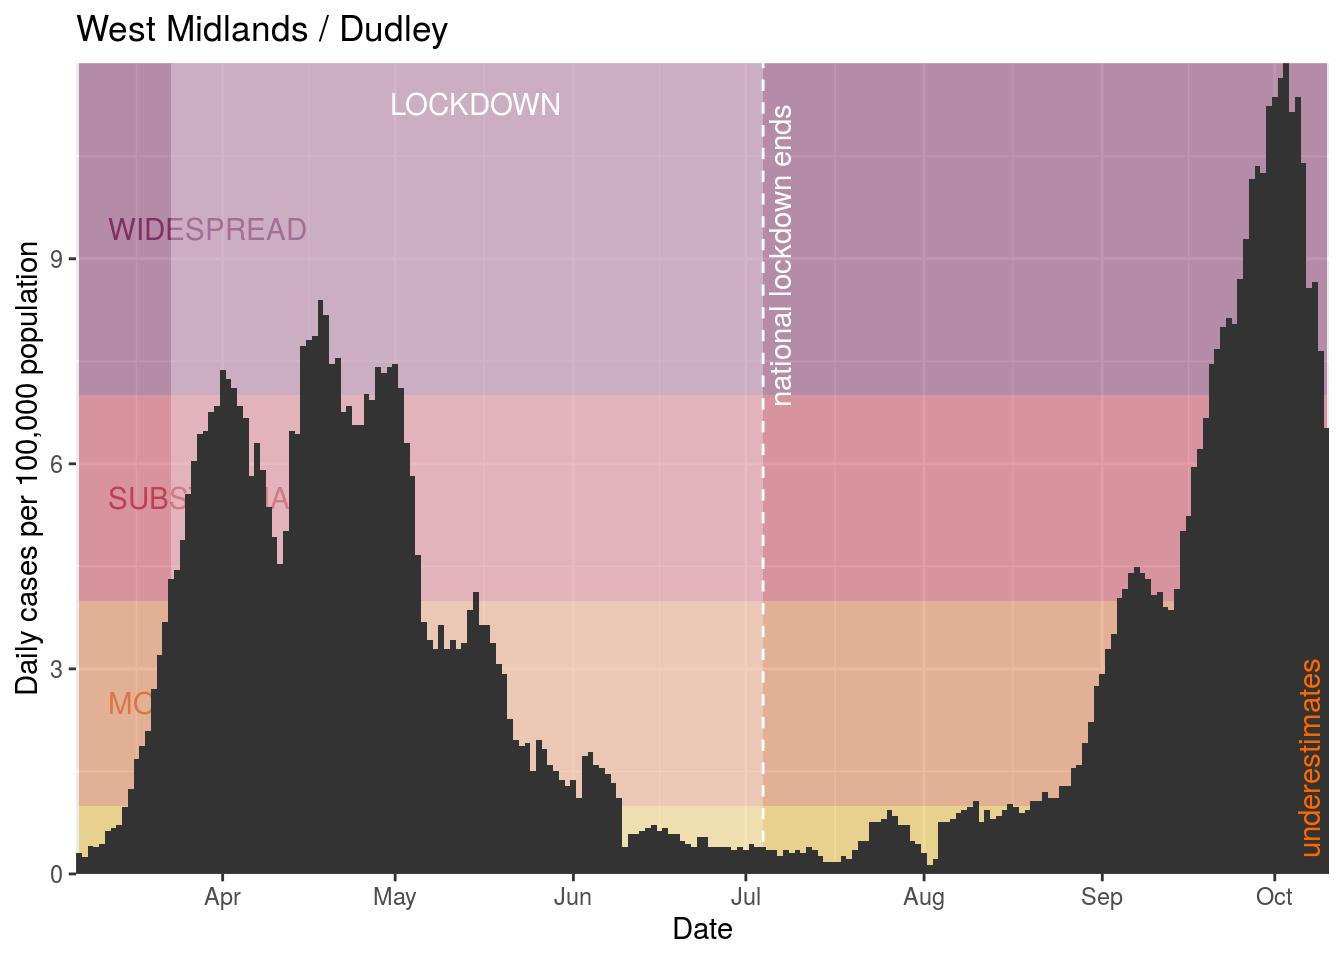 West Midlands / Dudley
LOCKDOWN
WIDESPREAD
national lockdown ends
underestimates
Daily cases per 100,000 population
9
6
3
0
Apr May Jun Jul Aug Sep Oct
Date